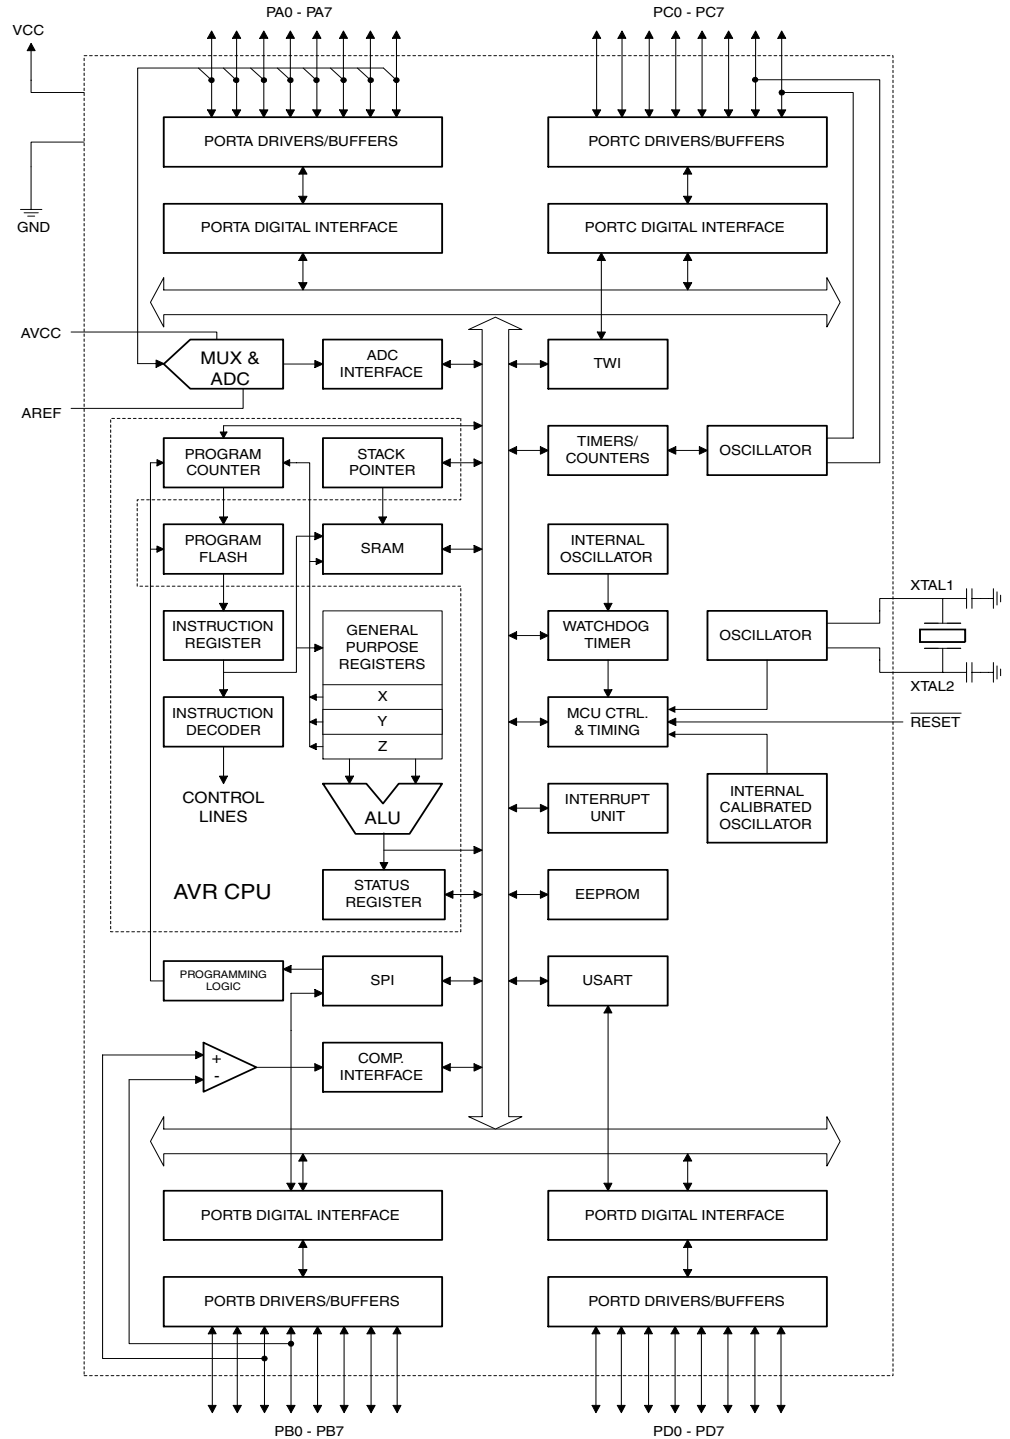 PA0 - PA7
PC0 - PC7
VCC
PORTA DRIVERS/BUFFERS
PORTC DRIVERS/BUFFERS
GND
PORTA DIGITAL INTERFACE
PORTC DIGITAL INTERFACE
AVCC
MUX &
ADC
ADC
INTERFACE
TWI
AREF
PROGRAM
COUNTER
STACK
POINTER
TIMERS/
COUNTERS
OSCILLATOR
PROGRAM
FLASH
SRAM
INTERNAL
OSCILLATOR
XTAL1
INSTRUCTION
REGISTER
GENERAL
PURPOSE
REGISTERS
WATCHDOG
TIMER
OSCILLATOR
XTAL2
X
INSTRUCTION
DECODER
Y
Z
MCU CTRL.
& TIMING
RESET
CONTROL
LINES
ALU
INTERRUPT
UNIT
INTERNAL
CALIBRATED
OSCILLATOR
AVR CPU
STATUS
REGISTER
EEPROM
PROGRAMMING
LOGIC
SPI
USART
+
-
COMP.
INTERFACE
PORTB DIGITAL INTERFACE
PORTD DIGITAL INTERFACE
PORTB DRIVERS/BUFFERS
PORTD DRIVERS/BUFFERS
PB0 - PB7
PD0 - PD7